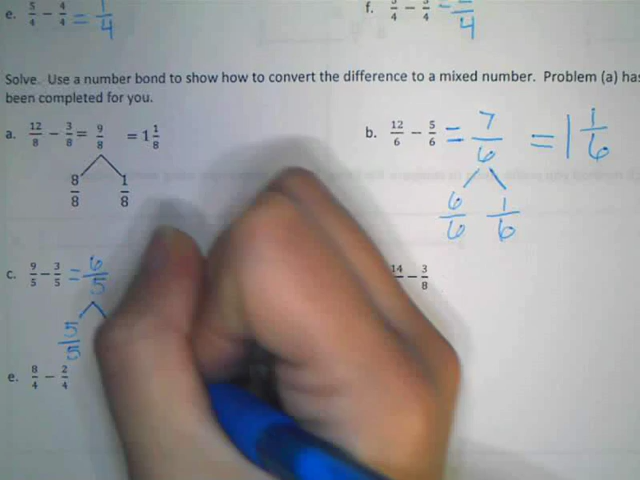 e. 5/4 − 4/4 = 1/4
f. /4 − 3/4 = /4
Solve. Use a number bond to show how to convert the difference to a mixed number. Problem (a) has
been completed for you.
a. 12/8 − 3/8 = 9/8 = 1 1/8
8/8 1/8
b. 12/6 − 5/6 = 7/6 = 1 1/6
6/6 1/6
c. 9/5 − 3/5 = 6/5
5/5
14 − 3/8
e. 8/4 − 2/4